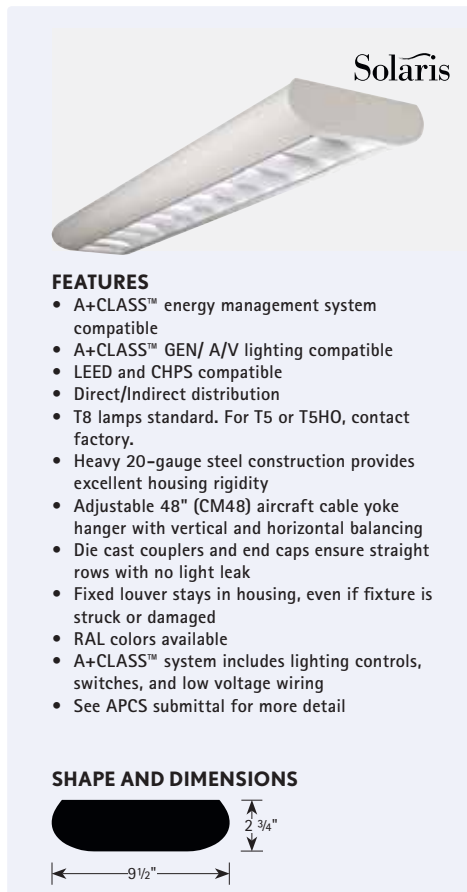 Solaris
FEATURES
• A+CLASS™ energy management system
compatible
• A+CLASS™ GEN/ A/V lighting compatible
• LEED and CHPS compatible
• Direct/Indirect distribution
• T8 lamps standard. For T5 or T5HO, contact
factory.
• Heavy 20-gauge steel construction provides
excellent housing rigidity
• Adjustable 48" (CM48) aircraft cable yoke
hanger with vertical and horizontal balancing
• Die cast couplers and end caps ensure straight
rows with no light leak
• Fixed louver stays in housing, even if fixture is
struck or damaged
• RAL colors available
• A+CLASS™ system includes lighting controls,
switches, and low voltage wiring
• See APCS submittal for more detail
SHAPE AND DIMENSIONS
2 3/4"
9 1/2"